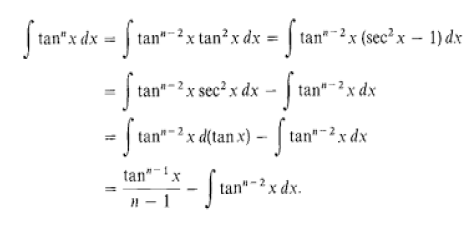 ∫ tanⁿ x dx = ∫ tanⁿ⁻² x tan² x dx = ∫ tanⁿ⁻² x (sec² x − 1) dx
= ∫ tanⁿ⁻² x sec² x dx − ∫ tanⁿ⁻² x dx
= ∫ tanⁿ⁻² x d(tan x) − ∫ tanⁿ⁻² x dx
= tanⁿ⁻¹ x / n − 1 − ∫ tanⁿ⁻² x dx.